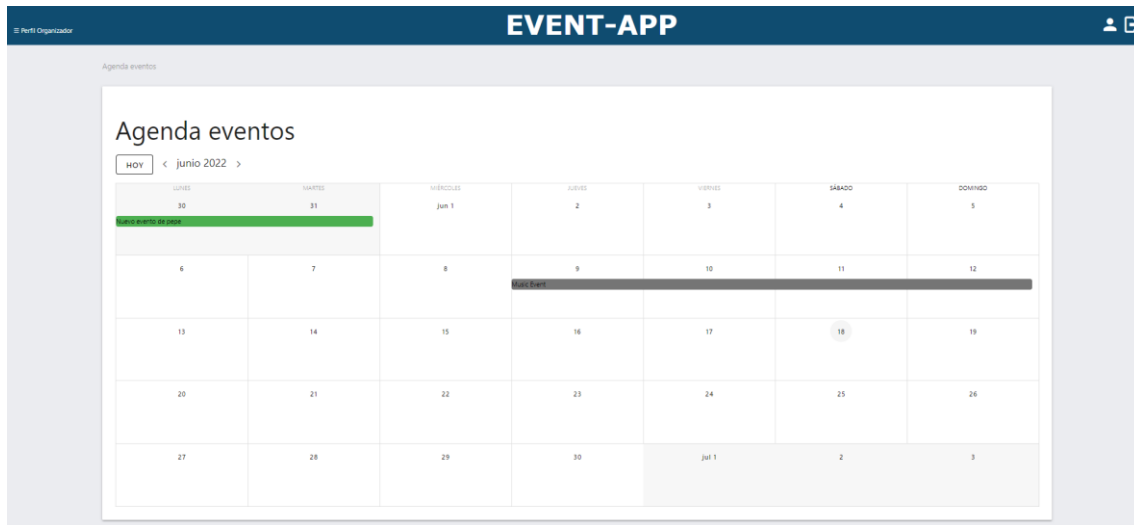 ☰ Perfil Organizador
EVENT-APP
Agenda eventos
Agenda eventos
HOY < junio 2022 >
LUNES MARTES MIÉRCOLES JUEVES VIERNES SÁBADO DOMINGO
30 31 jun 1 2 3 4 5
Nuevo evento de pepe
6 7 8 9 10 11 12
Music Event
13 14 15 16 17 18 19
20 21 22 23 24 25 26
27 28 29 30 jul 1 2 3